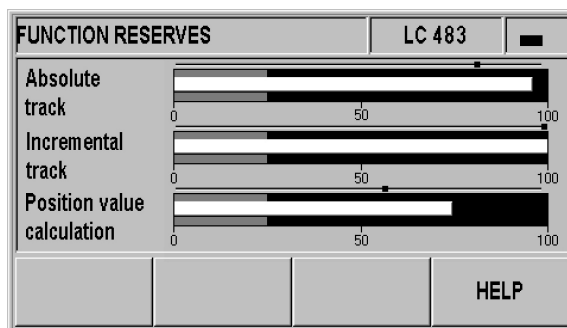 FUNCTION RESERVES LC 483
Absolute
track
0 50 100
Incremental
track
0 50 100
Position value
calculation
0 50 100
HELP